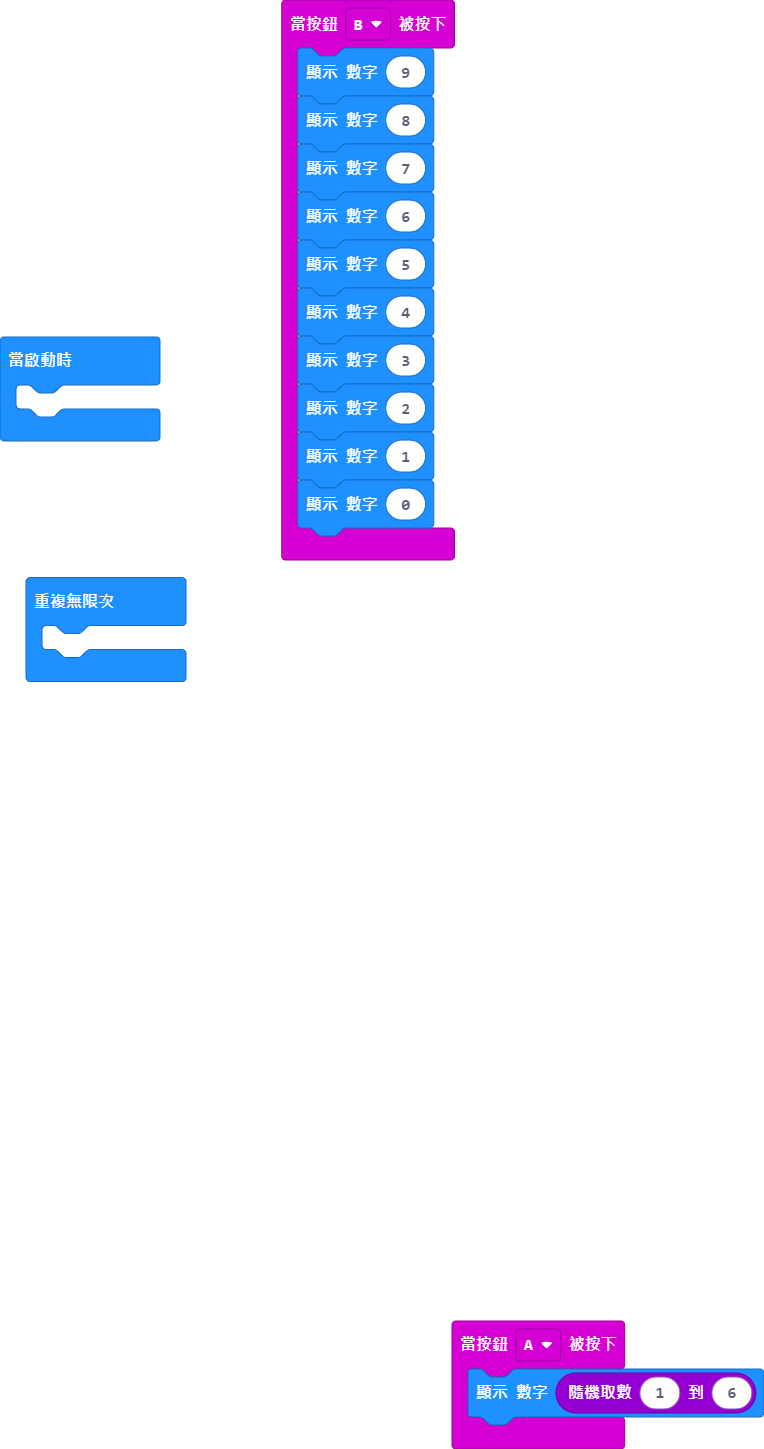 當按鈕 B 被按下
顯示 數字 9
顯示 數字 8
顯示 數字 7
顯示 數字 6
顯示 數字 5
顯示 數字 4
當啟動時
顯示 數字 3
顯示 數字 2
顯示 數字 1
顯示 數字 0
重複無限次
當按鈕 A 被按下
顯示 數字 隨機取數 1 到 6